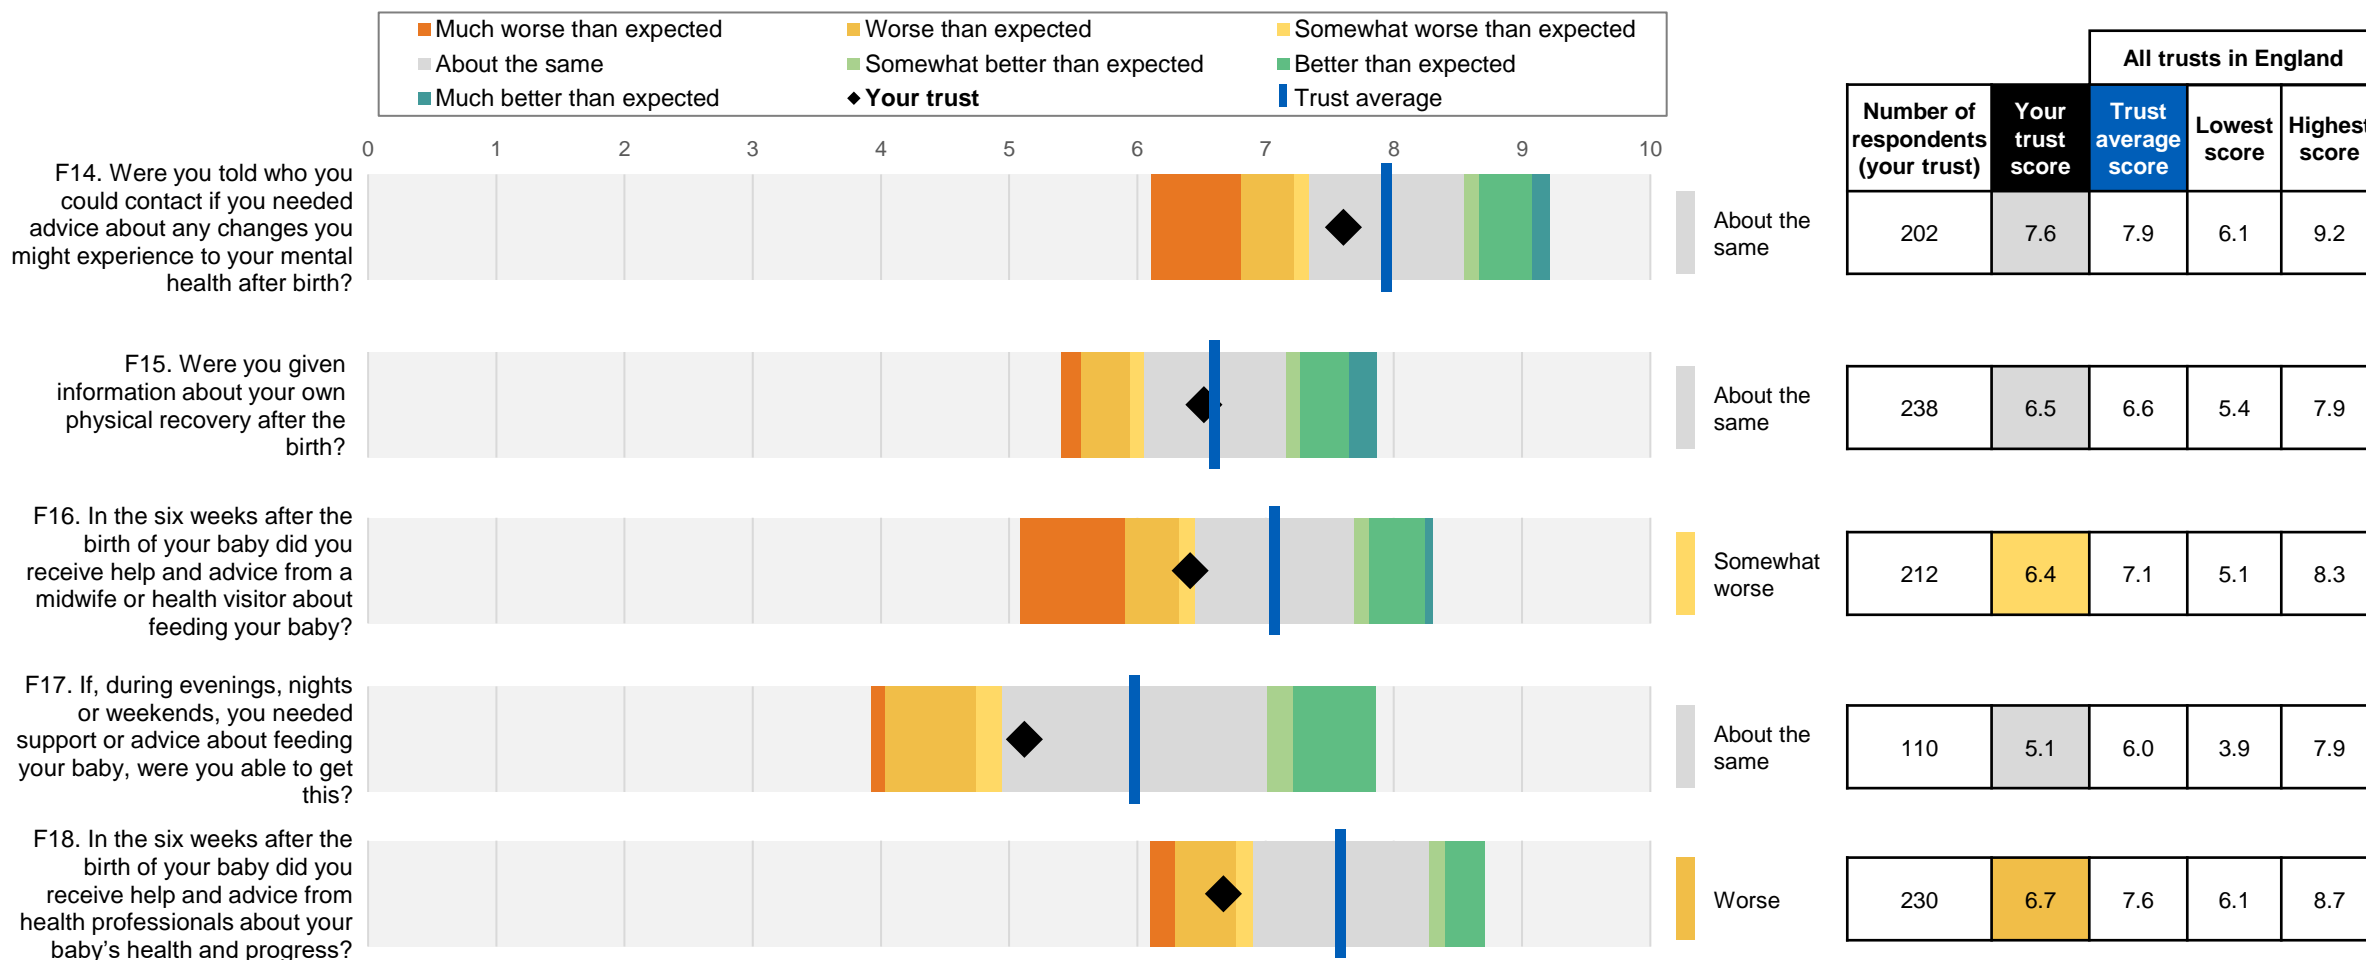 Much worse than expected
Worse than expected
Somewhat worse than expected
About the same
Somewhat better than expected
Better than expected
Much better than expected
Your trust
Trust average
All trusts in England
Number of
respondents
(your trust)
Your
trust
score
Trust
average
score
Lowest
score
Highest
score
0 1 2 3 4 5 6 7 8 9 10
F14. Were you told who you
could contact if you needed
advice about any changes you
might experience to your mental
health after birth?
About the
same
202 7.6 7.9 6.1 9.2
F15. Were you given
information about your own
physical recovery after the
birth?
About the
same
238 6.5 6.6 5.4 7.9
F16. In the six weeks after the
birth of your baby did you
receive help and advice from a
midwife or health visitor about
feeding your baby?
Somewhat
worse
212 6.4 7.1 5.1 8.3
F17. If, during evenings, nights
or weekends, you needed
support or advice about feeding
your baby, were you able to get
this?
About the
same
110 5.1 6.0 3.9 7.9
F18. In the six weeks after the
birth of your baby did you
receive help and advice from
health professionals about your
baby’s health and progress?
Worse
230 6.7 7.6 6.1 8.7